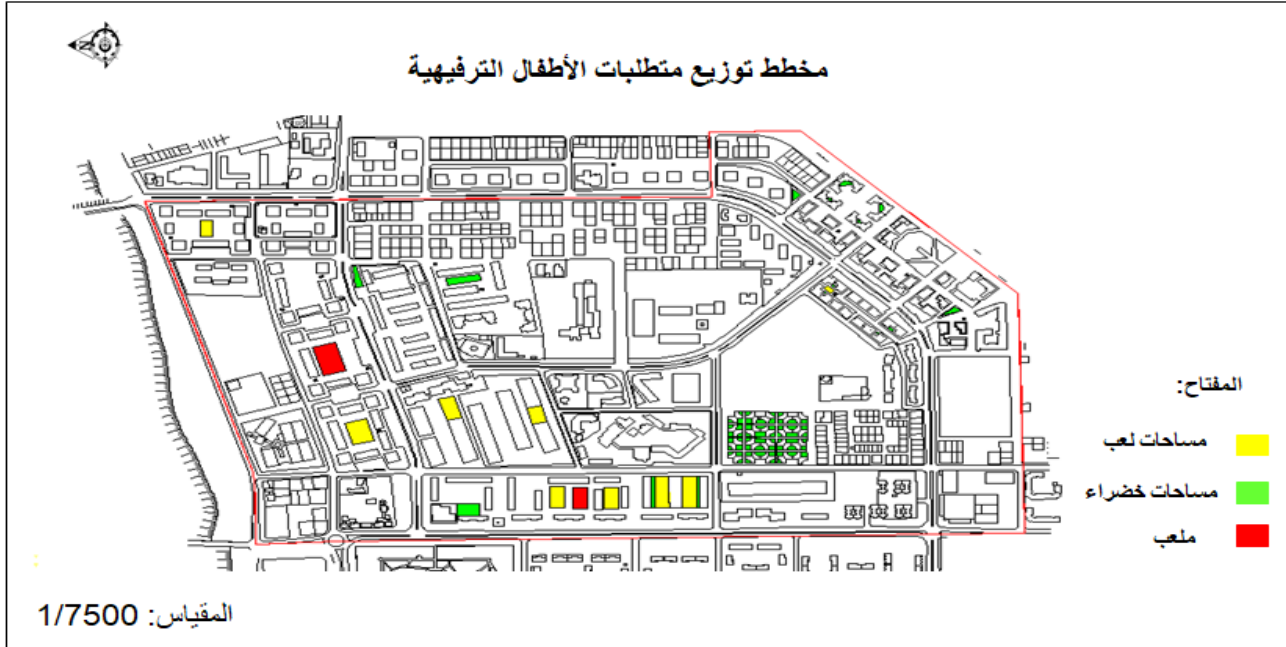 N
مخطط توزيع متطلبات الأطفال الترفيهية
المفتاح:
مساحات لعب
مساحات خضراء
ملعب
المقياس: 1/7500